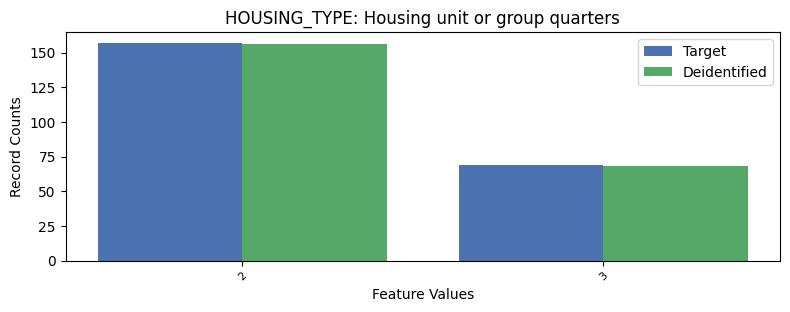 HOUSING_TYPE: Housing unit or group quarters
Target
Deidentified
Record Counts
150
125
100
75
50
25
0
2
3
Feature Values